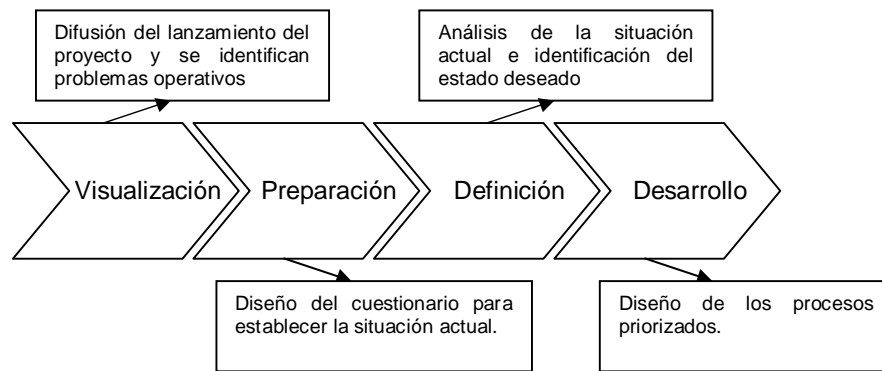 Difusión del lanzamiento del
proyecto y se identifican
problemas operativos
Análisis de la situación
actual e identificación del
estado deseado
Visualización
Preparación
Definición
Desarrollo
Diseño del cuestionario para
establecer la situación actual.
Diseño de los procesos
priorizados.